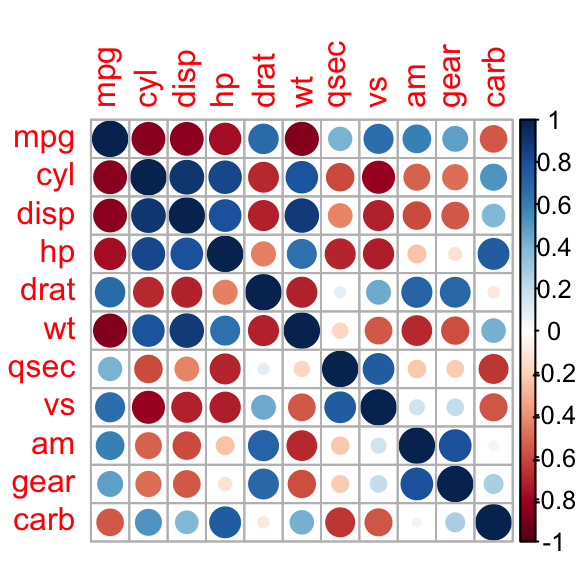 mpg cyl disp hp drat wt qsec vs am gear carb
mpg
cyl
disp
hp
drat
wt
qsec
vs
am
gear
carb
1
0.8
0.6
0.4
0.2
0
-0.2
-0.4
-0.6
-0.8
-1